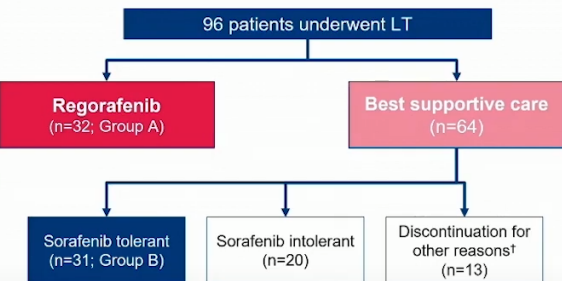 96 patients underwent LT
Regorafenib
(n=32; Group A)
Best supportive care
(n=64)
Sorafenib tolerant
(n=31; Group B)
Sorafenib intolerant
(n=20)
Discontinuation for
other reasons†
(n=13)